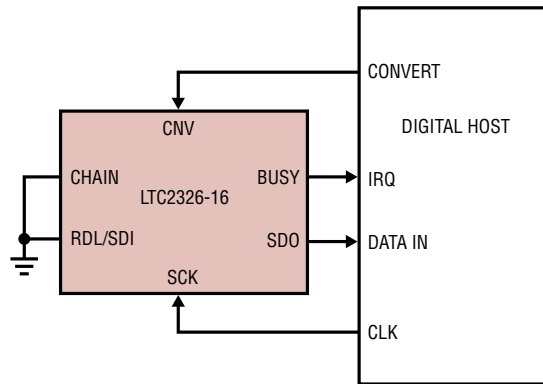 CONVERT
CNV
DIGITAL HOST
CHAIN
BUSY
IRQ
LTC2326-16
RDL/SDI
SDO
DATA IN
SCK
CLK